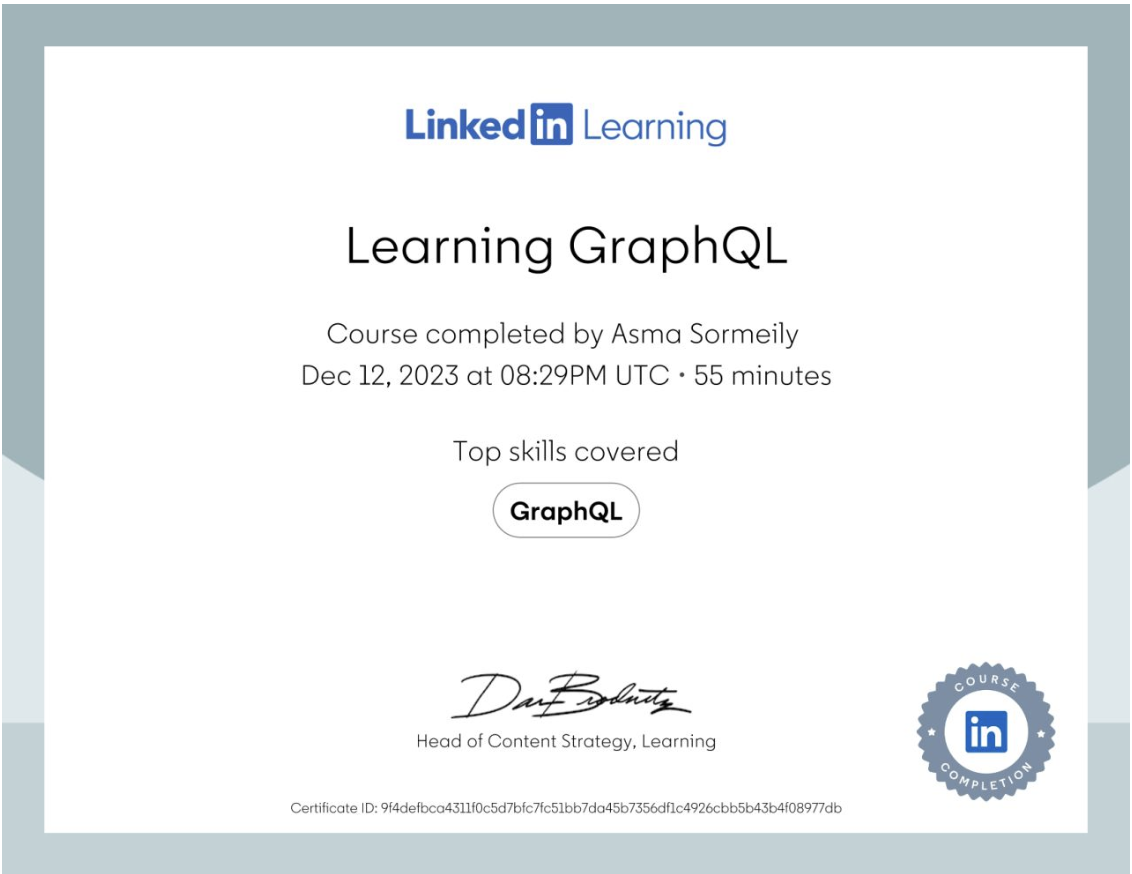 Linked in Learning
Learning GraphQL
Course completed by Asma Sormeily
Dec 12, 2023 at 08:29PM UTC • 55 minutes
Top skills covered
GraphQL
Dan Brodnitz
Head of Content Strategy, Learning
COURSE
in
COMPLETION
Certificate ID: 9f4defbca4311f0c5d7bfc7fc51bb7da45b7356df1c4926cbb5b43b4f08977db